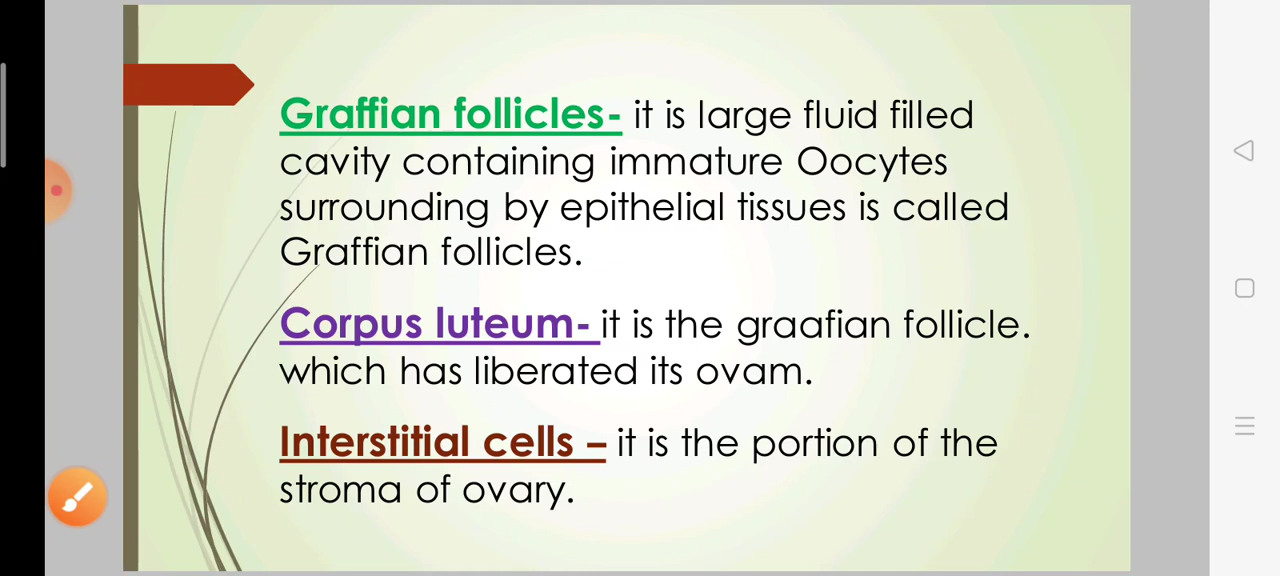 Graffian follicles- it is large fluid filled
cavity containing immature Oocytes
surrounding by epithelial tissues is called
Graffian follicles.
Corpus luteum- it is the graafian follicle.
which has liberated its ovam.
Interstitial cells – it is the portion of the
stroma of ovary.